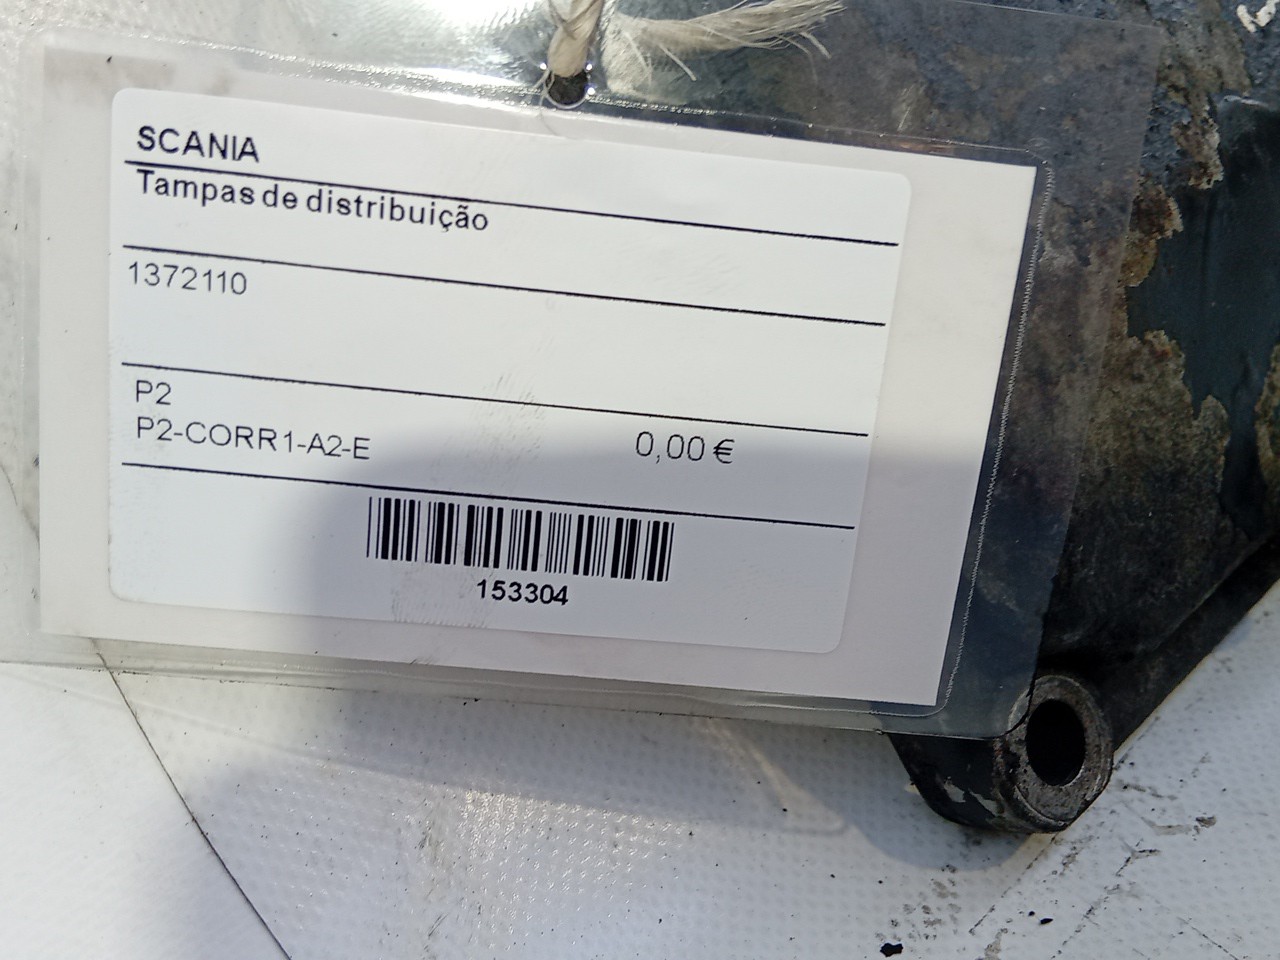 SCANIA
Tampas de distribuição
1372110
P2
P2-CORR1-A2-E 0,00 €
153304